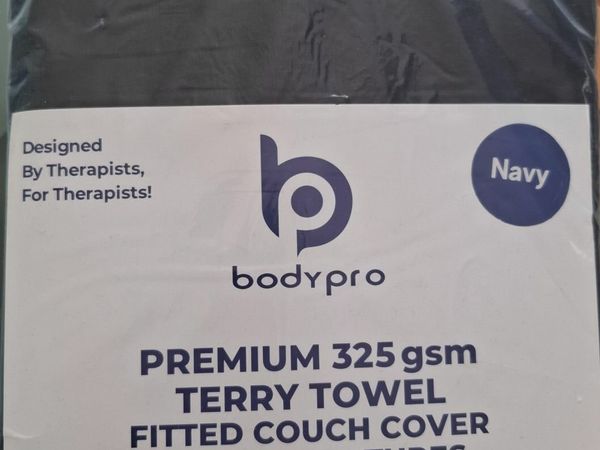 Designed
By Therapists,
For Therapists!
Navy
bodypro
PREMIUM 325gsm
TERRY TOWEL
FITTED COUCH COVER